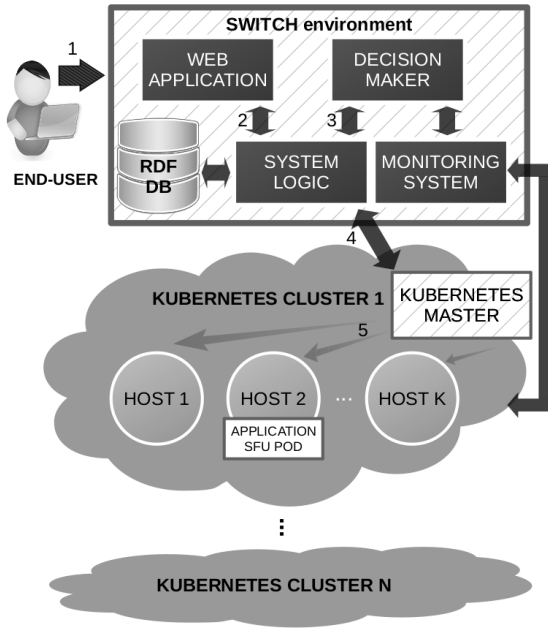 SWITCH environment
1
WEB
APPLICATION
DECISION
MAKER
2
3
END-USER
RDF
DB
SYSTEM
LOGIC
MONITORING
SYSTEM
4
KUBERNETES CLUSTER 1
KUBERNETES
MASTER
5
HOST 1
HOST 2
...
HOST K
APPLICATION
SFU POD
...
KUBERNETES CLUSTER N